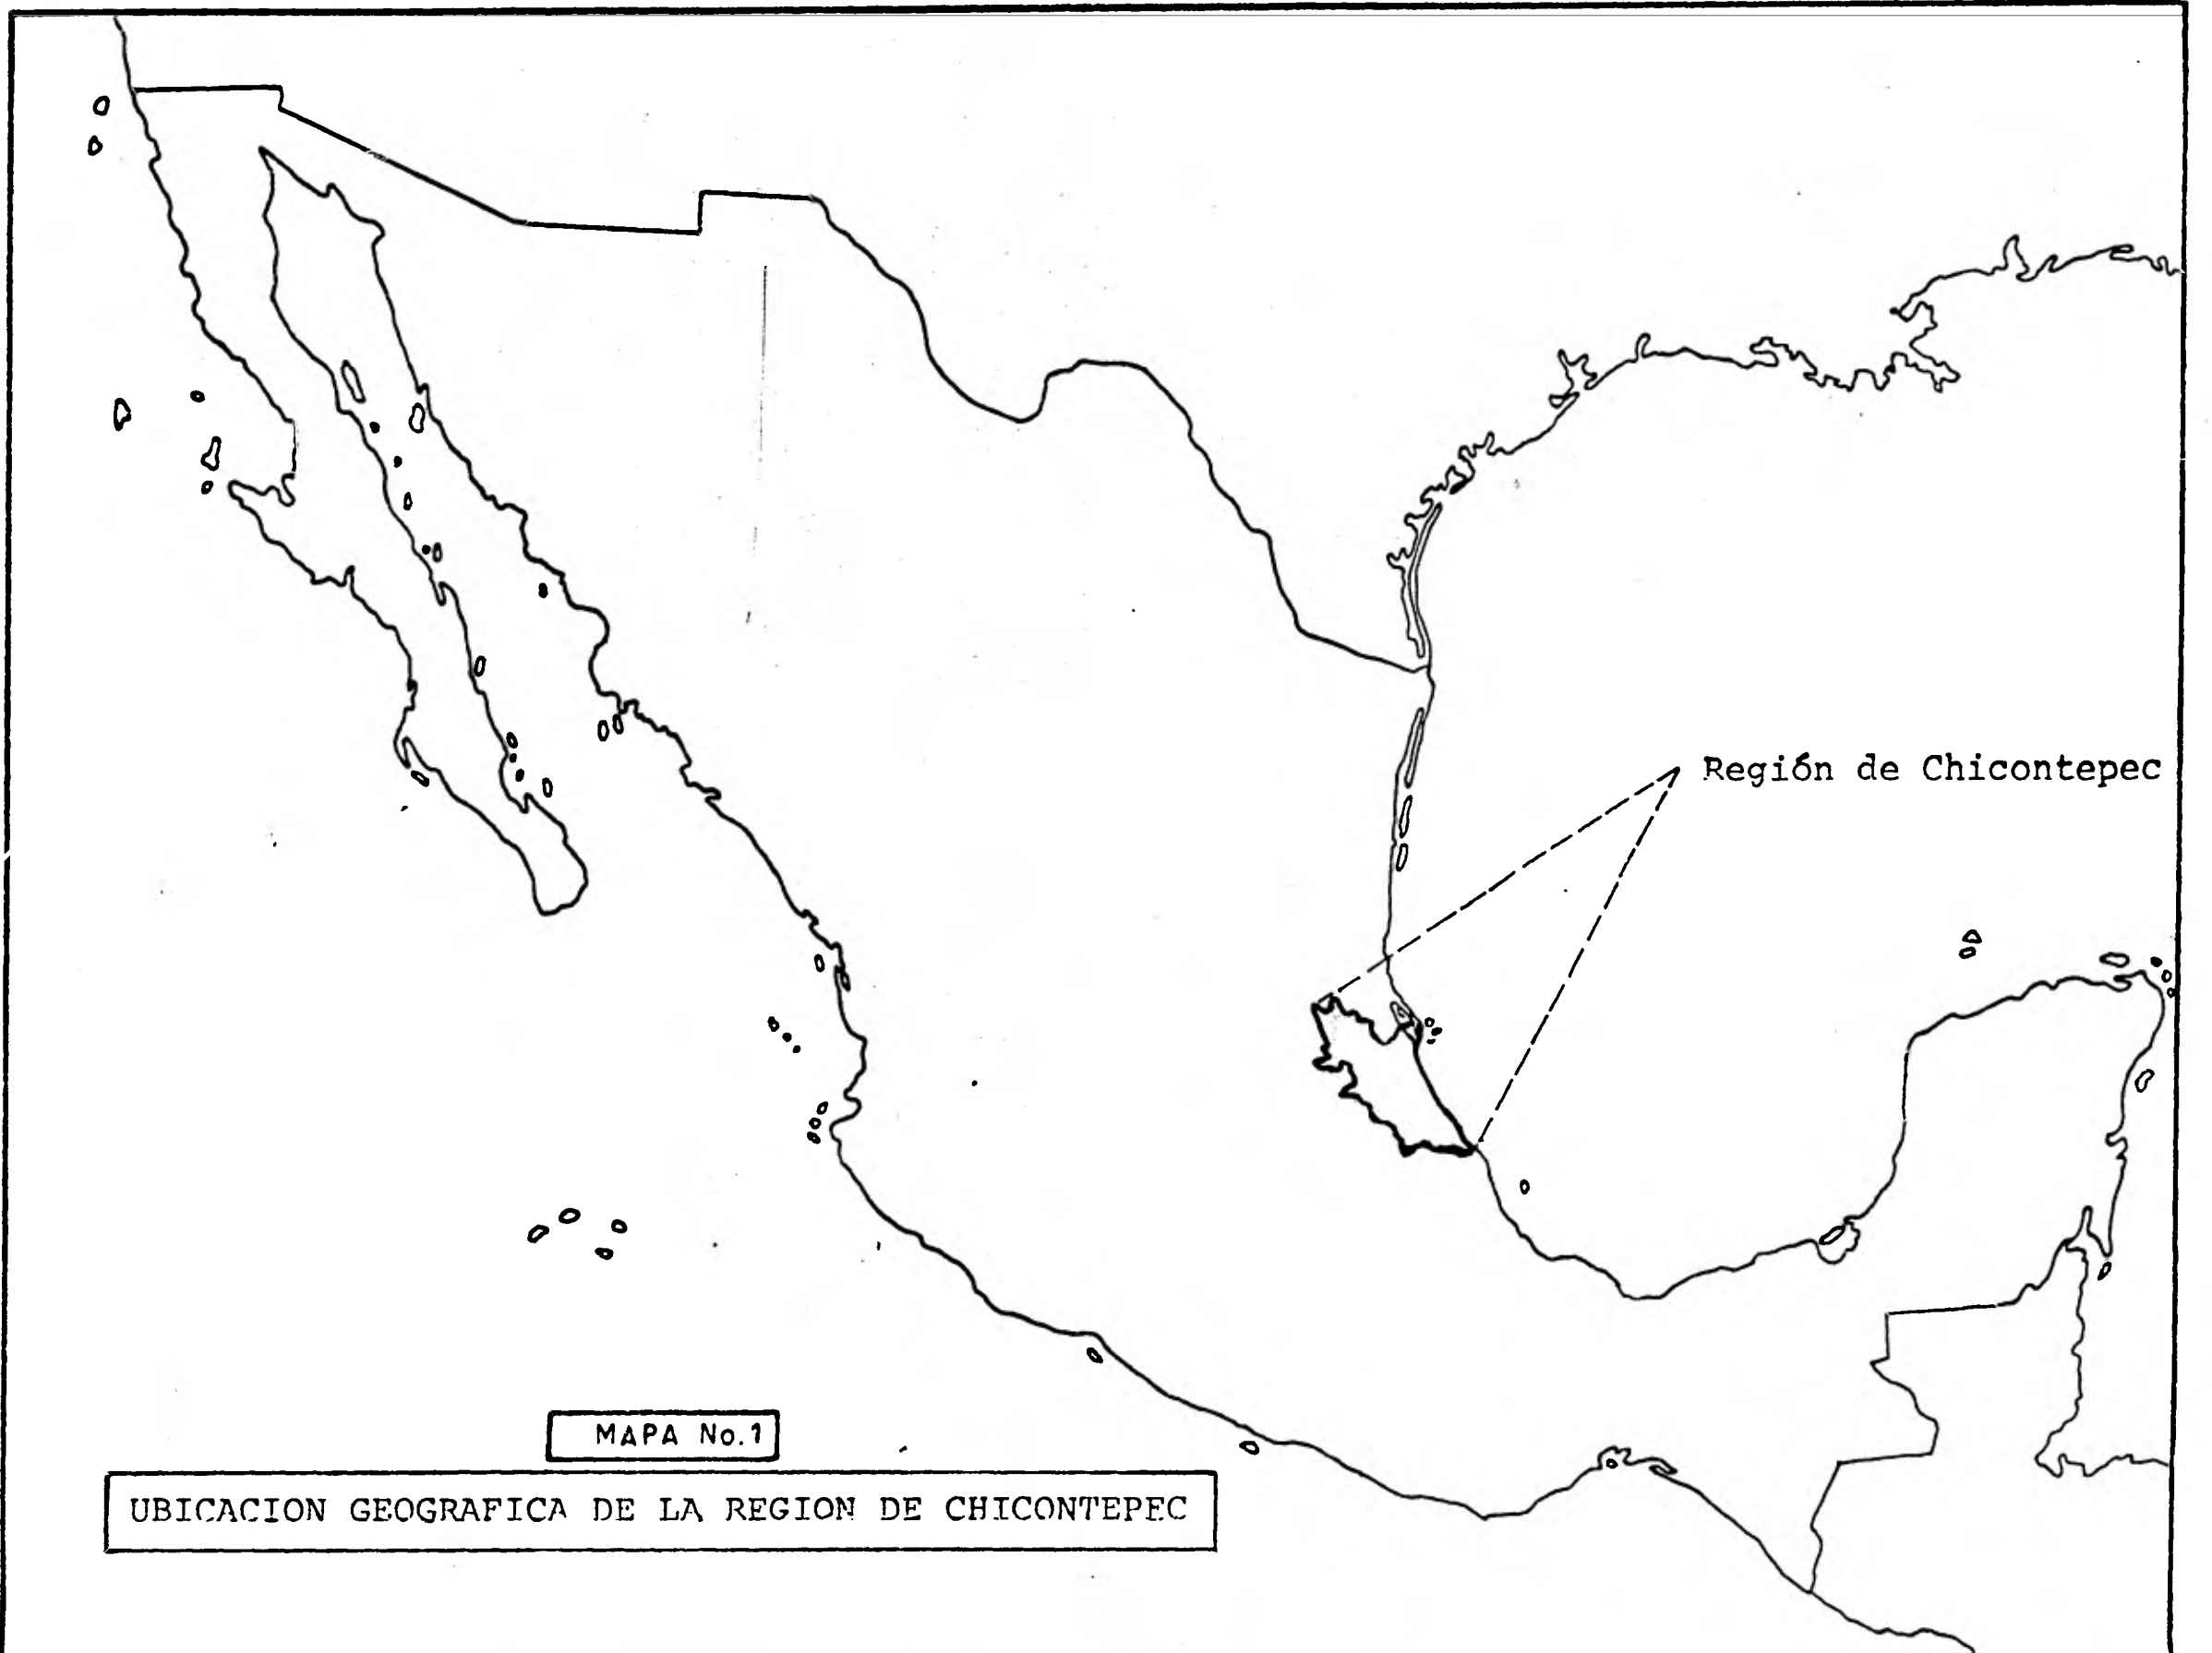 Región de Chicontepec
MAPA No.1
UBICACION GEOGRAFICA DE LA REGION DE CHICONTEPEC